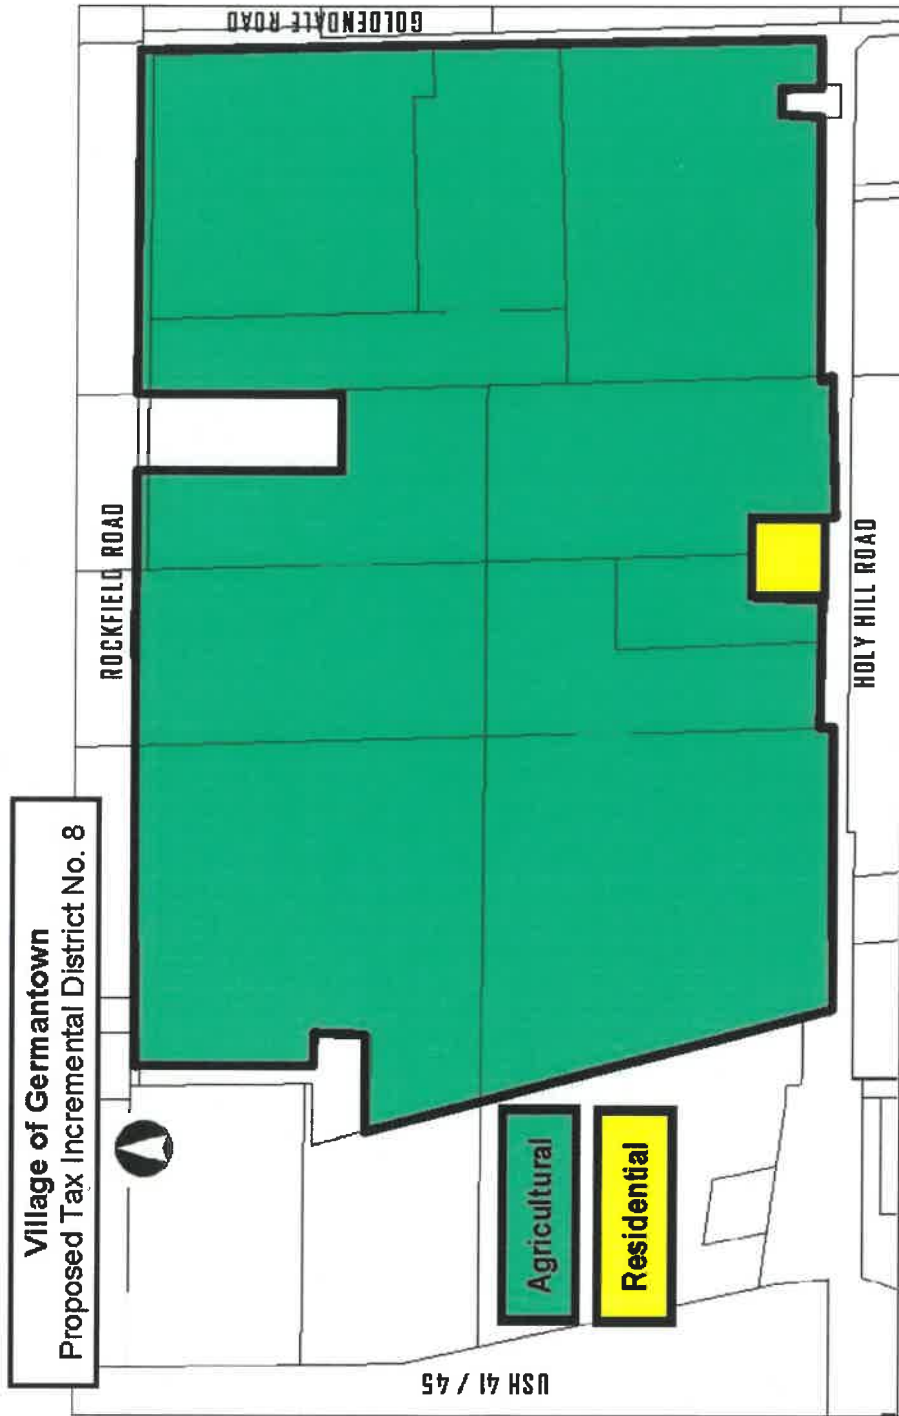 Village of Germantown
Proposed Tax Incremental District No. 8
ROCKFIELD ROAD
GOLDENDALE ROAD
USH 41 / 45
Agricultural
Residential
HOLY HILL ROAD